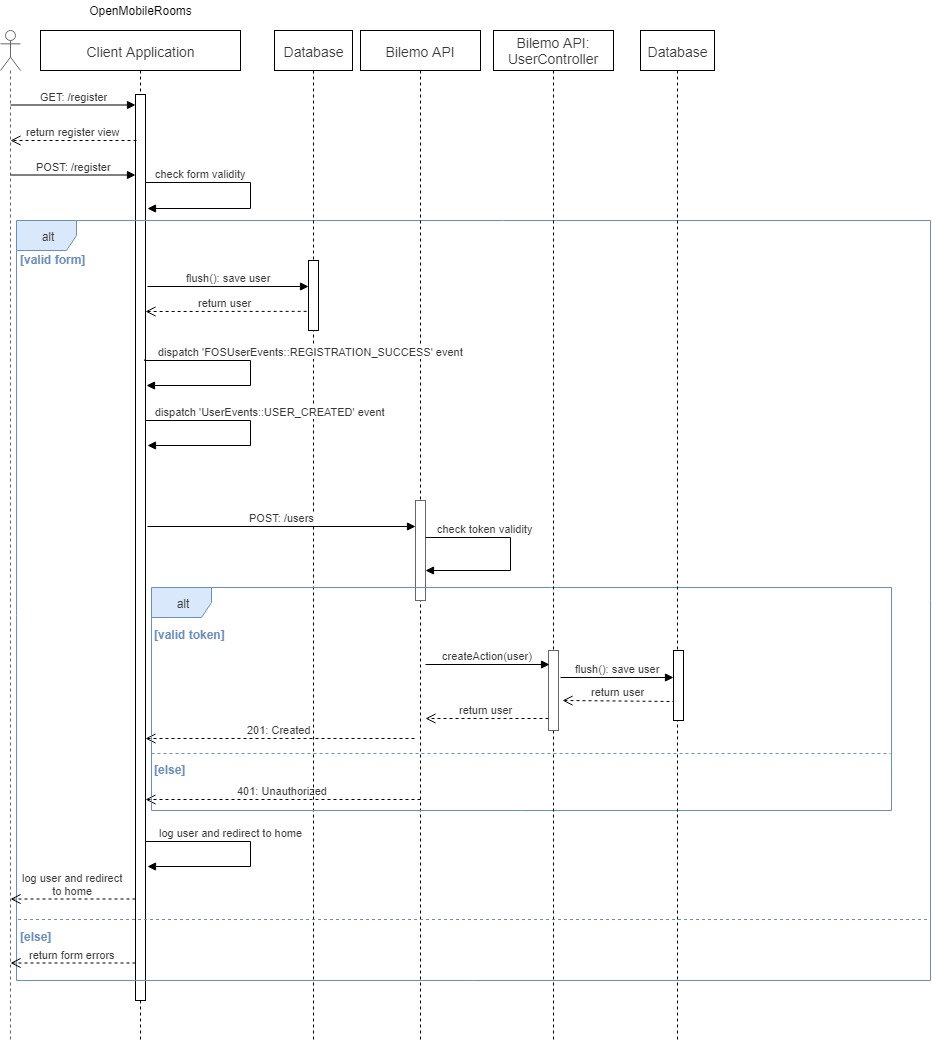 OpenMobileRooms
Client Application
Database
Bilemo API
Bilemo API:
UserController
Database
GET: /register
return register view
POST: /register
check form validity
alt
[valid form]
flush(): save user
return user
dispatch 'FOSUserEvents::REGISTRATION_SUCCESS' event
dispatch 'UserEvents::USER_CREATED' event
POST: /users
check token validity
alt
[valid token]
createAction(user)
flush(): save user
return user
return user
201: Created
[else]
401: Unauthorized
log user and redirect to home
log user and redirect
to home
[else]
return form errors